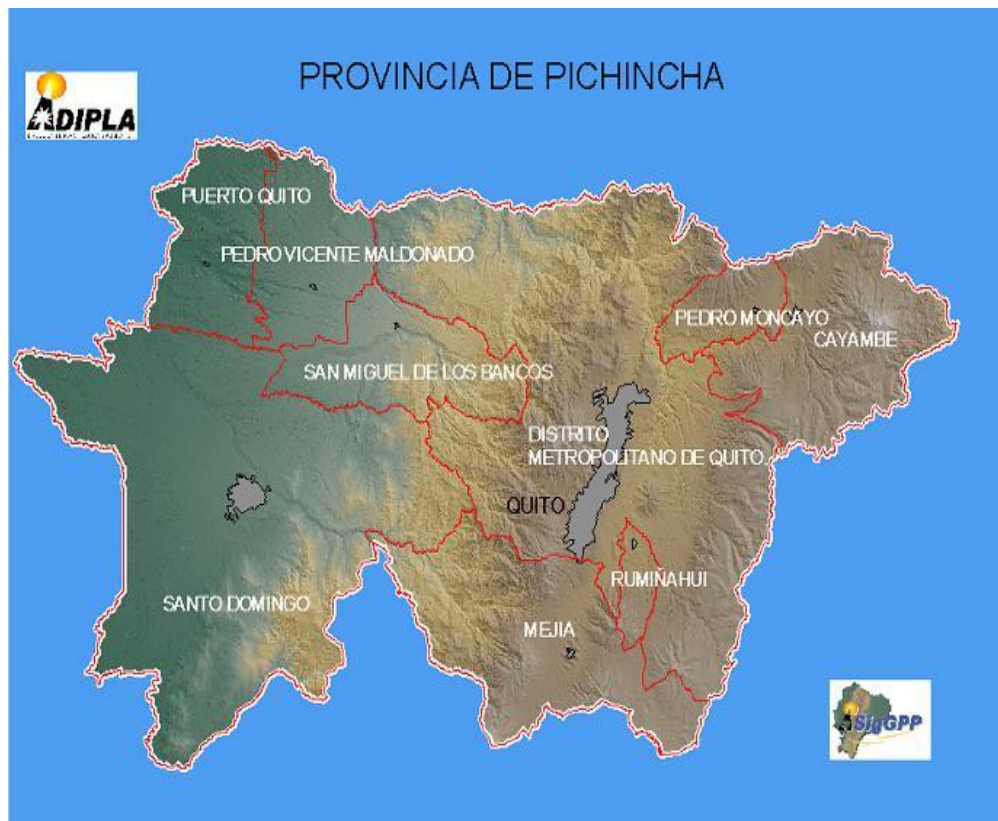 PROVINCIA DE PICHINCHA
ADIPLA
PUERTO QUITO
PEDRO VICENTE MALDONADO
PEDRO MONCAYO
CAYAMBE
SAN MIGUEL DE LOS BANCOS
DISTRITO
METROPOLITANO DE QUITO
QUITO
RUMIÑAHUI
SANTO DOMINGO
MEJIA
ASigGPP